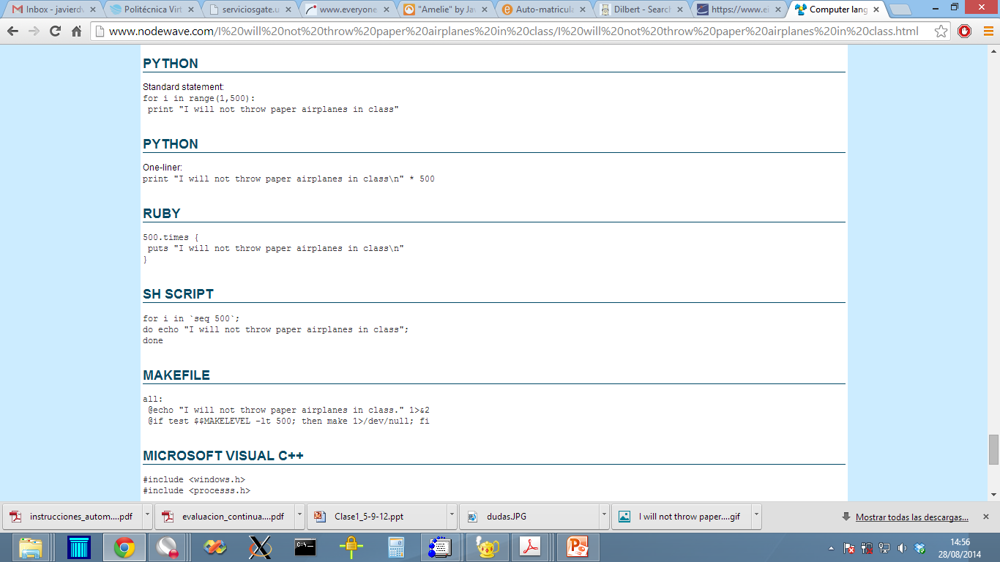 Inbox - javierdv
Politécnica Virt
serviciosgate.u
www.everyone
"Amelie" by Ja
Auto-matricula
Dilbert - Search
https://www.e
Computer lang
www.nodewave.com/I%20will%20not%20throw%20paper%20airplanes%20in%20class/I%20will%20not%20throw%20paper%20airplanes%20in%20class.html
PYTHON
Standard statement:
for i in range(1,500):
 print "I will not throw paper airplanes in class"
PYTHON
One-liner:
print "I will not throw paper airplanes in class\n" * 500
RUBY
500.times {
 puts "I will not throw paper airplanes in class\n"
}
SH SCRIPT
for i in `seq 500`;
do echo "I will not throw paper airplanes in class";
done
MAKEFILE
all:
 @echo "I will not throw paper airplanes in class." 1>&2
 @if test $$MAKELEVEL -lt 500; then make 1>/dev/null; fi
MICROSOFT VISUAL C++
#include <windows.h>
#include <processs.h>
instrucciones_autom....pdf
evaluacion_continua....pdf
Clase1_5-9-12.ppt
dudas.JPG
I will not throw paper....gif
Mostrar todas las descargas...
14:56
28/08/2014